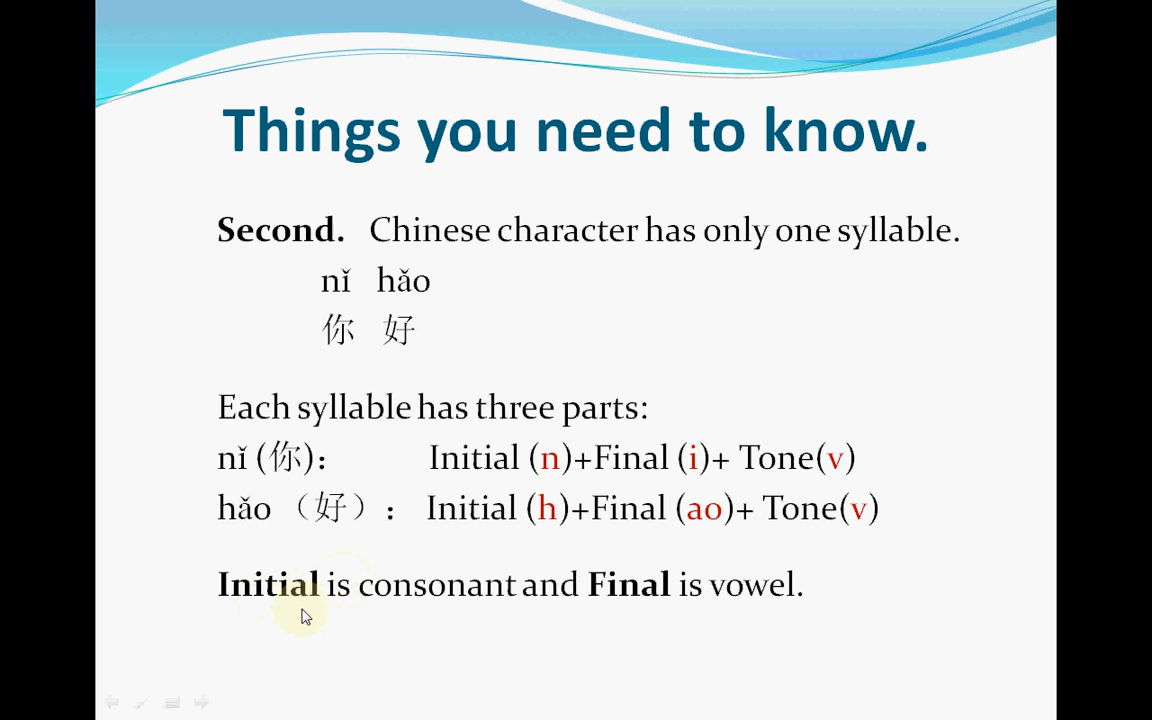 Things you need to know.
Second. Chinese character has only one syllable.
nǐ hǎo
你 好
Each syllable has three parts:
nǐ (你)： Initial (n)+Final (i)+ Tone(v)
hǎo （好）： Initial (h)+Final (ao)+ Tone(v)
Initial is consonant and Final is vowel.